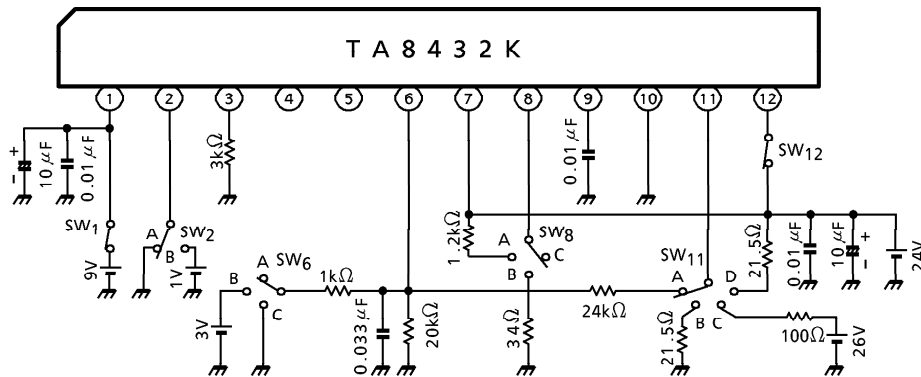 TA8432K
1 2 3 4 5 6 7 8 9 10 11 12
+
-
10μF
0.01μF
3kΩ
0.01μF
SW12
SW1
A
B
SW2
9V
1V
B
A
SW6
C
1kΩ
3V
0.033μF
20kΩ
1.2kΩ
A
SW8
C
B
34Ω
24kΩ
SW11
A
D
B
C
21.5Ω
21.5Ω
0.01μF
10μF
+
-
24V
100Ω
26V